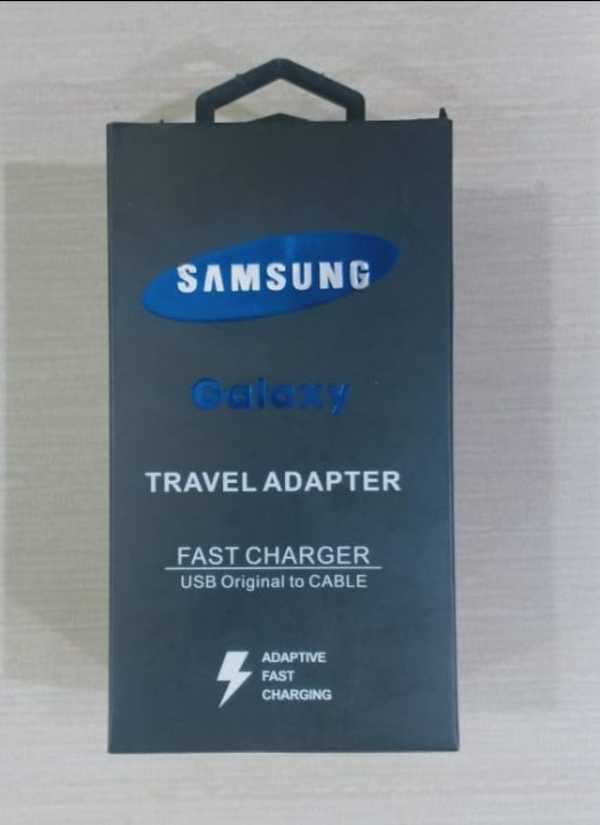 SAMSUNG
Galaxy
TRAVEL ADAPTER
FAST CHARGER
USB Original to CABLE
ADAPTIVE
FAST
CHARGING